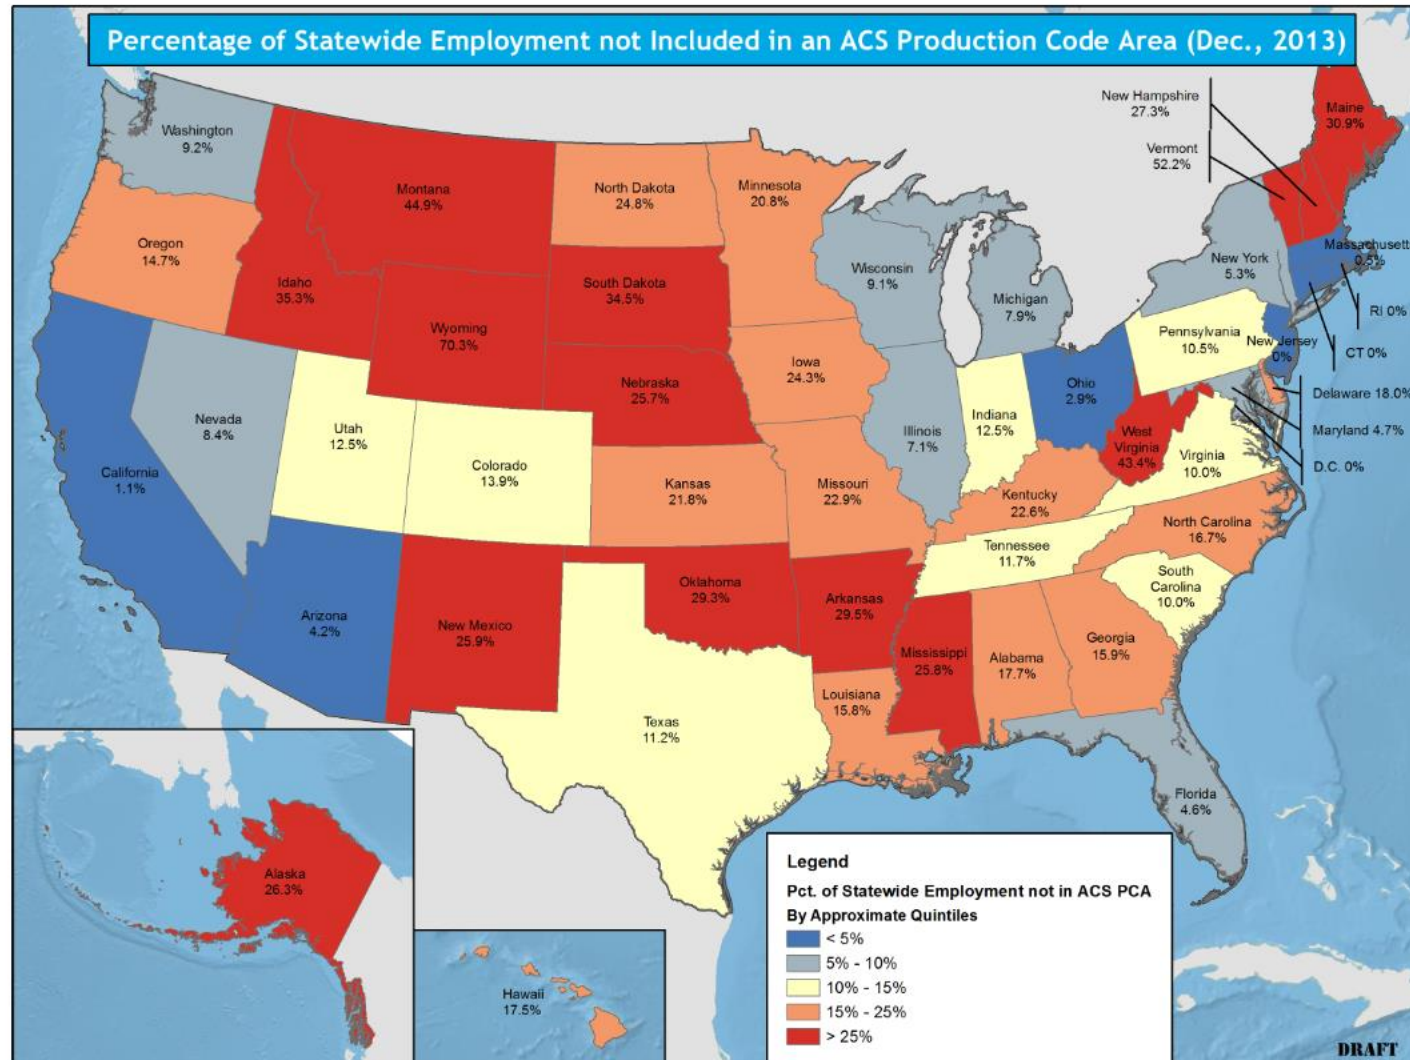 Percentage of Statewide Employment not Included in an ACS Production Code Area (Dec., 2013)
Washington
9.2%
Oregon
14.7%
California
1.1%
Nevada
8.4%
Idaho
35.3%
Montana
44.9%
Wyoming
70.3%
Utah
12.5%
Colorado
13.9%
Arizona
4.2%
New Mexico
25.9%
North Dakota
24.8%
South Dakota
34.5%
Nebraska
25.7%
Kansas
21.8%
Oklahoma
29.3%
Texas
11.2%
Minnesota
20.8%
Iowa
24.3%
Missouri
22.9%
Arkansas
29.5%
Louisiana
15.8%
Wisconsin
9.1%
Illinois
7.1%
Michigan
7.9%
Indiana
12.5%
Ohio
2.9%
Kentucky
22.6%
Tennessee
11.7%
Mississippi
25.8%
Alabama
17.7%
Georgia
15.9%
Florida
4.6%
South
Carolina
10.0%
North Carolina
16.7%
Virginia
10.0%
West
Virginia
43.4%
Pennsylvania
10.5%
New York
5.3%
New Jersey
0%
New Hampshire
27.3%
Vermont
52.2%
Maine
30.9%
Massachusett
0.5%
RI 0%
CT 0%
Delaware 18.0%
Maryland 4.7%
D.C. 0%
Alaska
26.3%
Hawaii
17.5%
Legend
Pct. of Statewide Employment not in ACS PCA
By Approximate Quintiles
< 5%
5% - 10%
10% - 15%
15% - 25%
> 25%
DRAFT